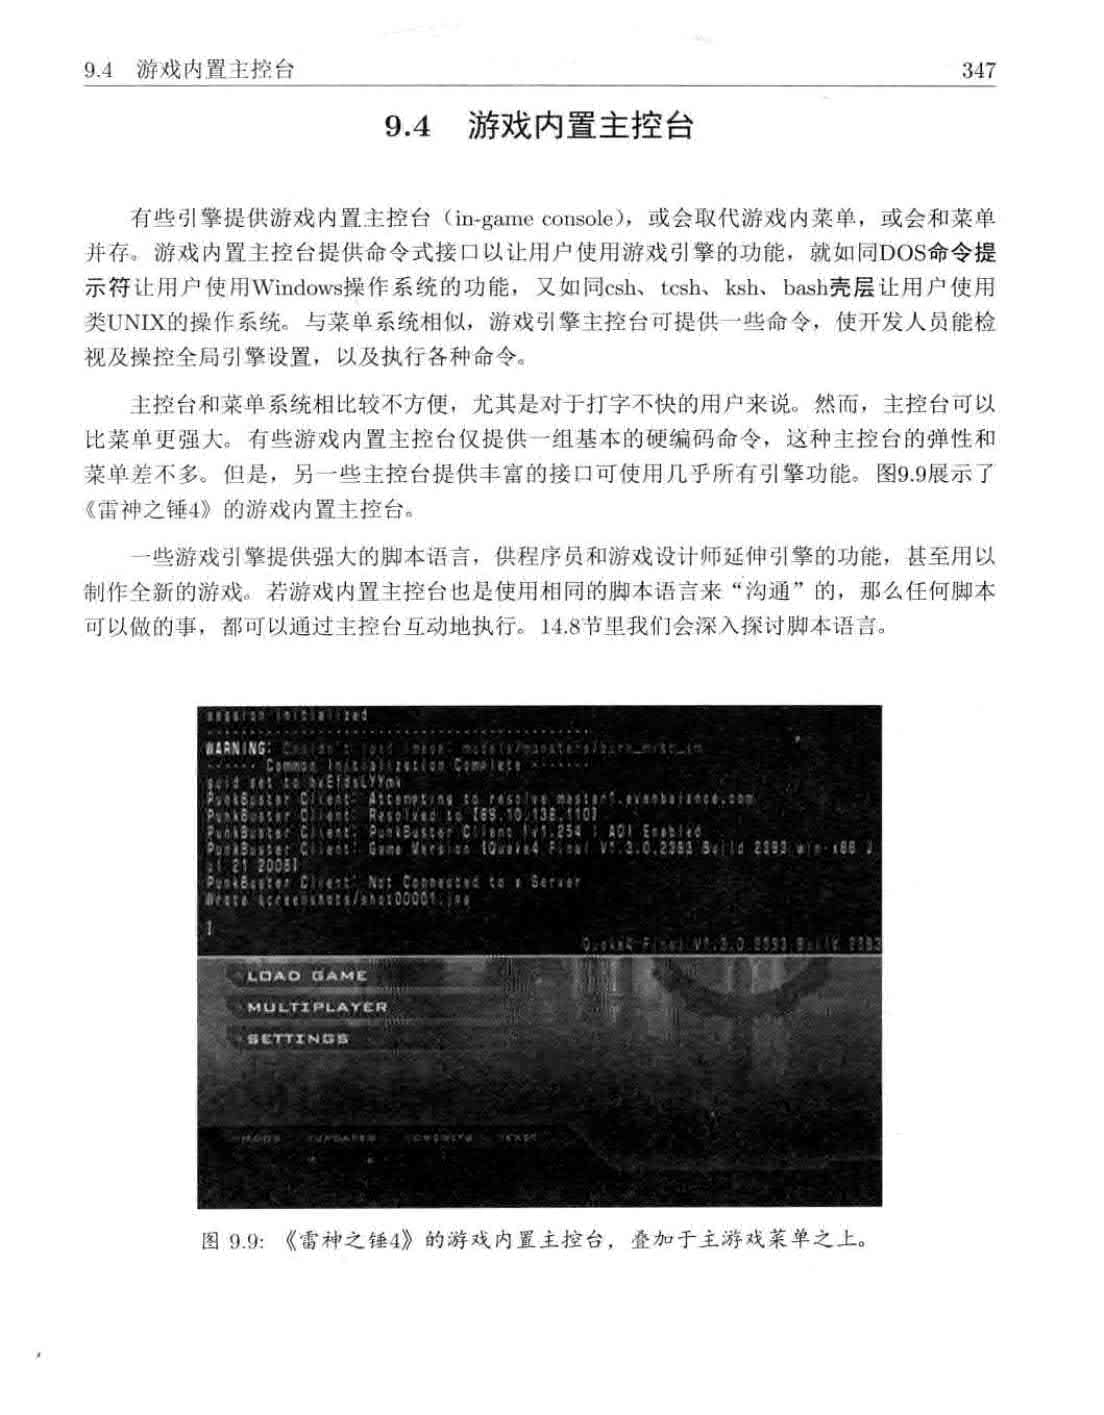 9.4 游戏内置主控台 347
9.4 游戏内置主控台
有些引擎提供游戏内置主控台（in-game console），或会取代游戏内菜单，或会和菜单
并存。游戏内置主控台提供命令式接口以让用户使用游戏引擎的功能，就如同DOS命令提
示符让用户使用Windows操作系统的功能，又如同csh、tcsh、ksh、bash壳层让用户使用
类UNIX的操作系统。与菜单系统相似，游戏引擎主控台可提供一些命令，使开发人员能检
视及操控全局引擎设置，以及执行各种命令。
主控台和菜单系统相比较不方便，尤其是对于打字不快的用户来说。然而，主控台可以
比菜单更强大。有些游戏内置主控台仅提供一组基本的硬编码命令，这种主控台的弹性和
菜单差不多。但是，另一些主控台提供丰富的接口可使用几乎所有引擎功能。图9.9展示了
《雷神之锤4》的游戏内置主控台。
一些游戏引擎提供强大的脚本语言，供程序员和游戏设计师延伸引擎的功能，甚至用以
制作全新的游戏。若游戏内置主控台也是使用相同的脚本语言来“沟通”的，那么任何脚本
可以做的事，都可以通过主控台互动地执行。14.8节里我们会深入探讨脚本语言。
session initialized
WARNING: Couldn't load image: models/monsters/
------ Common Initialization Complete ------
guid set to
PunkBuster Client: Attempting to resolve master1.evenbalance.com
PunkBuster Client: Resolved to [69.10.138.110]
PunkBuster Client: PunkBuster Client (v1.254 | A0) Enabled
PunkBuster Client: Game Version [Quake4 Final V1.3.0.2383 Build 2383 win-x86 J
ul 21 2006]
PunkBuster Client: Not Connected to a Server
Wrote screenshots/shot00001.jpg
]
Quake4 Final V1.3.0 2393 Build 2393
LOAD GAME
MULTIPLAYER
SETTINGS
MODS UPDATES CREDITS EXIT
图 9.9: 《雷神之锤4》的游戏内置主控台，叠加于主游戏菜单之上。